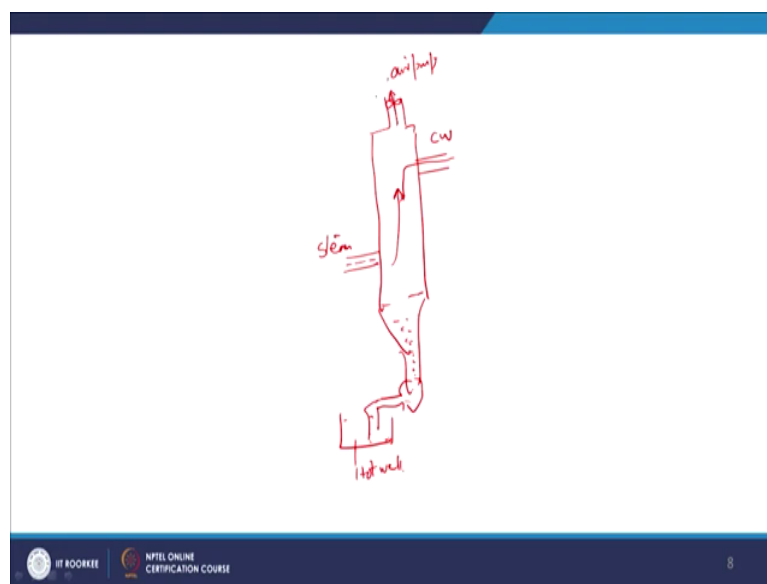 air pump
CW
Steam
Hot well
IIT ROORKEE
NPTEL ONLINE
CERTIFICATION COURSE
8